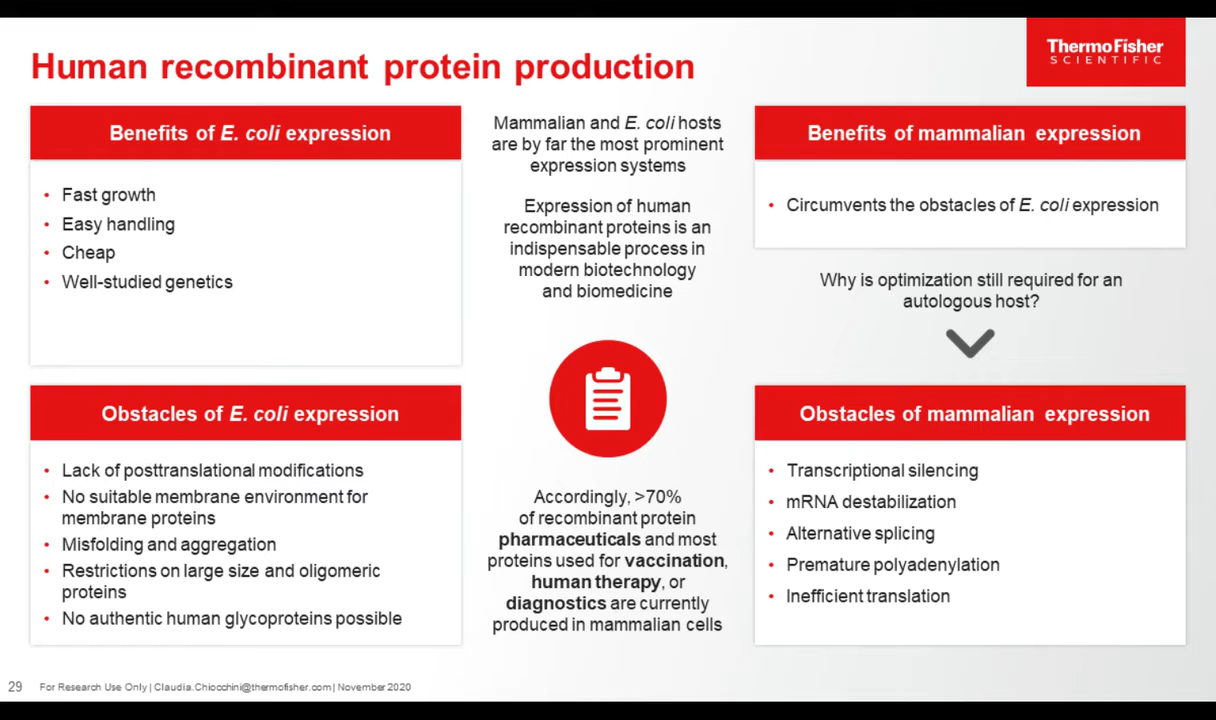 Human recombinant protein production
ThermoFisher
SCIENTIFIC
Benefits of E. coli expression
• Fast growth
• Easy handling
• Cheap
• Well-studied genetics
Obstacles of E. coli expression
• Lack of posttranslational modifications
• No suitable membrane environment for
membrane proteins
• Misfolding and aggregation
• Restrictions on large size and oligomeric
proteins
• No authentic human glycoproteins possible
Mammalian and E. coli hosts
are by far the most prominent
expression systems
Expression of human
recombinant proteins is an
indispensable process in
modern biotechnology
and biomedicine
Accordingly, >70%
of recombinant protein
pharmaceuticals and most
proteins used for vaccination,
human therapy, or
diagnostics are currently
produced in mammalian cells
Benefits of mammalian expression
• Circumvents the obstacles of E. coli expression
Why is optimization still required for an
autologous host?
Obstacles of mammalian expression
• Transcriptional silencing
• mRNA destabilization
• Alternative splicing
• Premature polyadenylation
• Inefficient translation
29 For Research Use Only | Claudia.Chiocchini@thermofisher.com | November 2020